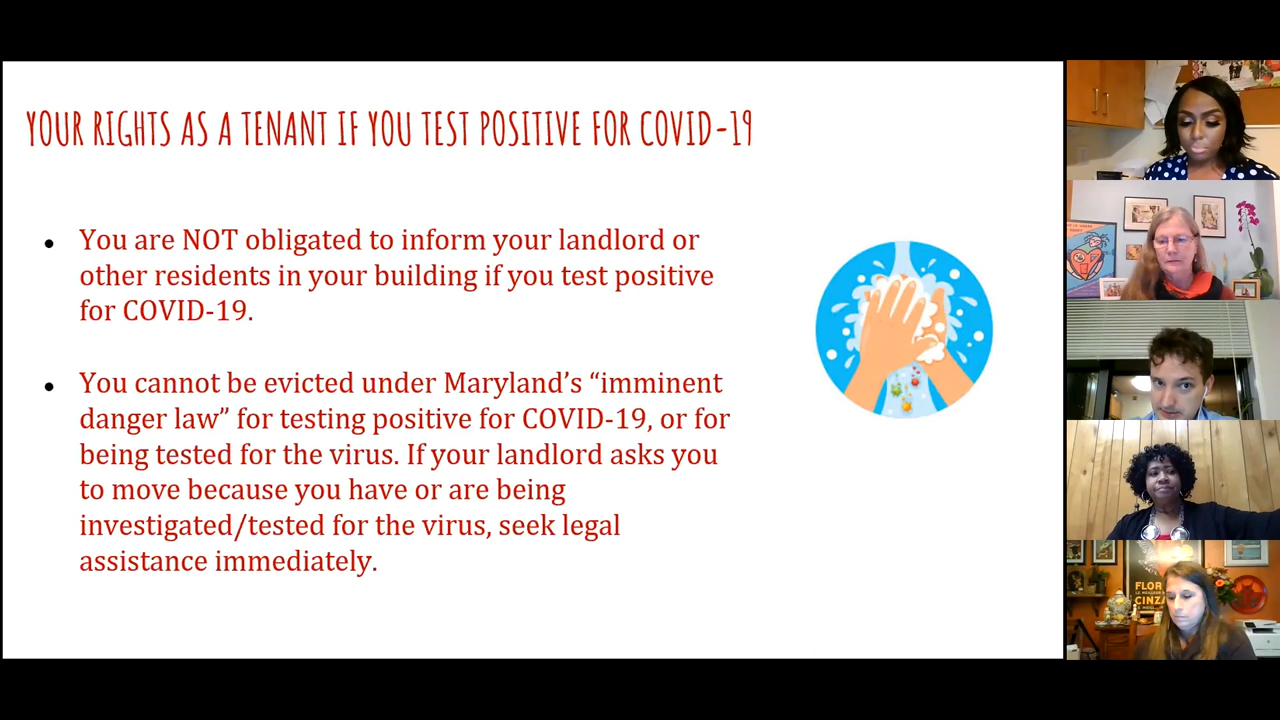 YOUR RIGHTS AS A TENANT IF YOU TEST POSITIVE FOR COVID-19
You are NOT obligated to inform your landlord or
other residents in your building if you test positive
for COVID-19.
You cannot be evicted under Maryland’s “imminent
danger law” for testing positive for COVID-19, or for
being tested for the virus. If your landlord asks you
to move because you have or are being
investigated/tested for the virus, seek legal
assistance immediately.
FLOR
CINZA